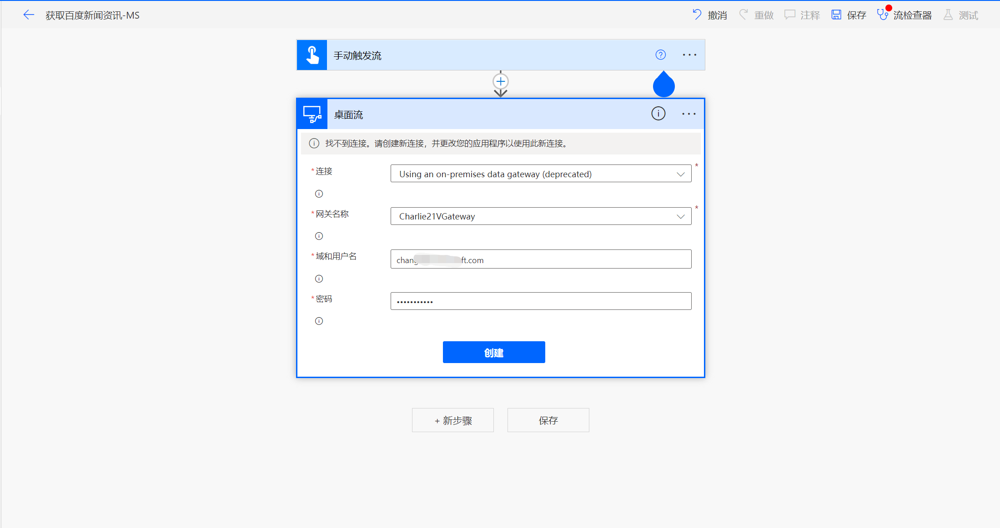 获取百度新闻资讯-MS
撤消 重做 注释 保存 流检查器 测试
手动触发流
桌面流
找不到连接。请创建新连接，并更改您的应用程序以使用此新连接。
*连接 Using an on-premises data gateway (deprecated) *
*网关名称 Charlie21VGateway *
*域和用户名 ft.com
*密码 •••••••••••
创建
+ 新步骤 保存